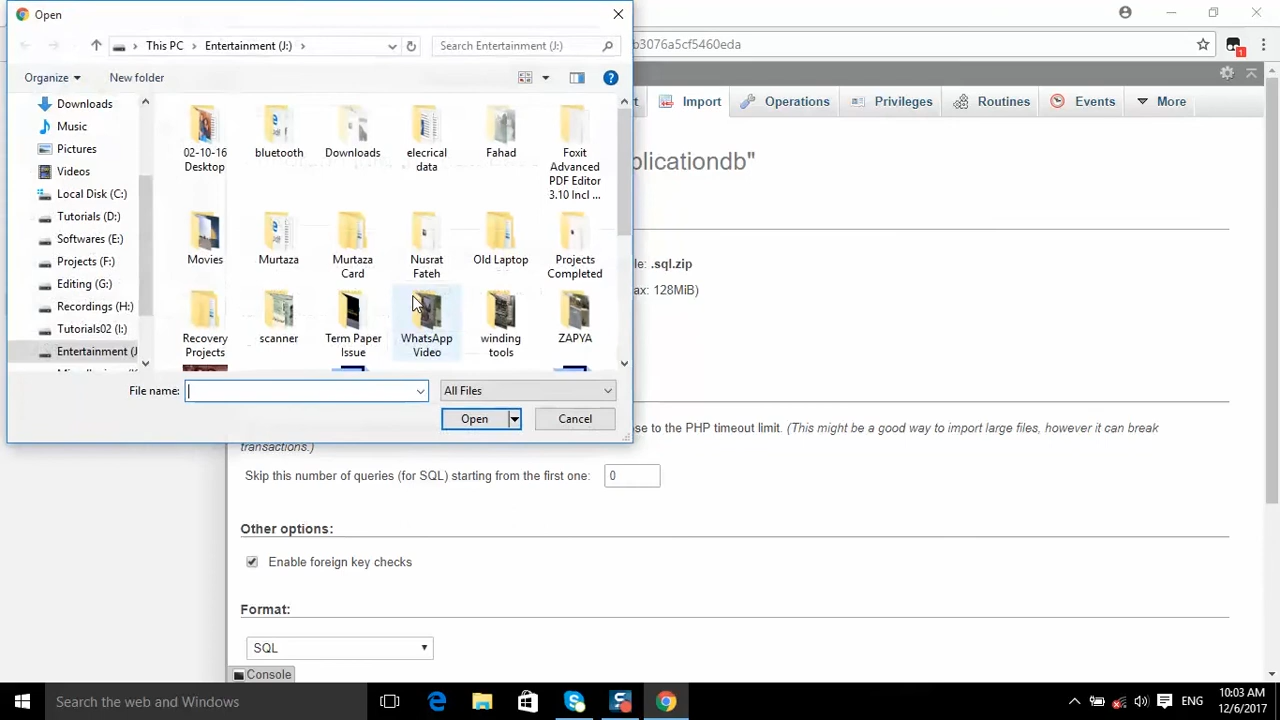 Open
This PC > Entertainment (J:) >
Search Entertainment (J:)
b3076a5cf5460eda
1
Organize
New folder
Import
Operations
Privileges
Routines
Events
More
Downloads
Music
Pictures
Videos
Local Disk (C:)
Tutorials (D:)
Softwares (E:)
Projects (F:)
Editing (G:)
Recordings (H:)
Tutorials02 (I:)
Entertainment (J
02-10-16 Desktop
bluetooth
Downloads
elecrical data
Fahad
Foxit Advanced PDF Editor 3.10 Incl ...
Movies
Murtaza
Murtaza Card
Nusrat Fateh
Old Laptop
Projects Completed
Recovery Projects
scanner
Term Paper Issue
WhatsApp Video
winding tools
ZAPYA
File name:
All Files
Open
Cancel
plicationdb"
le: .sql.zip
ax: 128MiB)
se to the PHP timeout limit. (This might be a good way to import large files, however it can break
transactions.)
Skip this number of queries (for SQL) starting from the first one: 0
Other options:
Enable foreign key checks
Format:
SQL
Console
Search the web and Windows
ENG
10:03 AM
12/6/2017